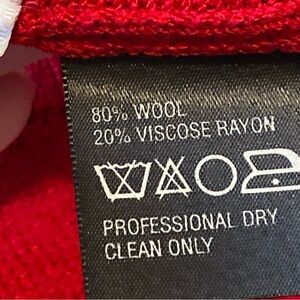 80% WOOL
20% VISCOSE RAYON
PROFESSIONAL DRY
CLEAN ONLY